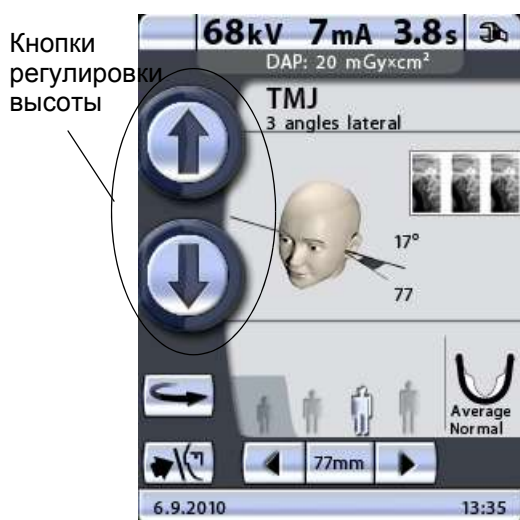 Кнопки
регулировки
высоты
68kV 7mA 3.8s
DAP: 20 mGy×cm²
TMJ
3 angles lateral
17°
77
Average
Normal
77mm
6.9.2010 13:35